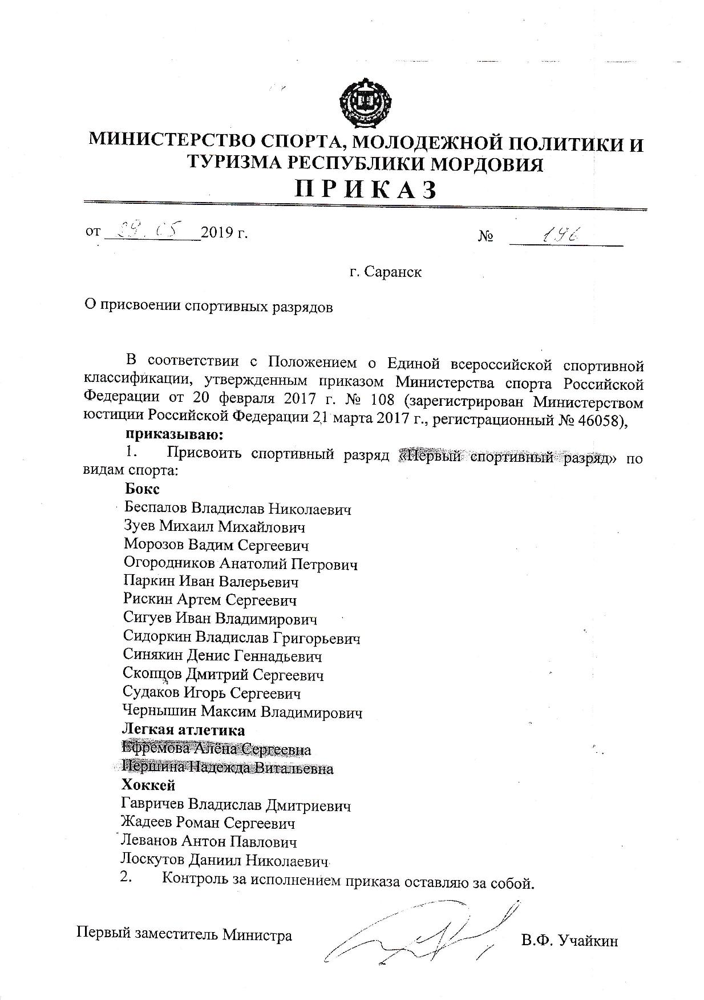 МИНИСТЕРСТВО СПОРТА, МОЛОДЕЖНОЙ ПОЛИТИКИ И
ТУРИЗМА РЕСПУБЛИКИ МОРДОВИЯ
П Р И К А З
от 29.05 2019 г. № 196
г. Саранск
О присвоении спортивных разрядов
В соответствии с Положением о Единой всероссийской спортивной
классификации, утвержденным приказом Министерства спорта Российской
Федерации от 20 февраля 2017 г. № 108 (зарегистрирован Министерством
юстиции Российской Федерации 21 марта 2017 г., регистрационный № 46058),
приказываю:
1. Присвоить спортивный разряд «Первый спортивный разряд» по
видам спорта:
Бокс
Беспалов Владислав Николаевич
Зуев Михаил Михайлович
Морозов Вадим Сергеевич
Огородников Анатолий Петрович
Паркин Иван Валерьевич
Рискин Артем Сергеевич
Сигуев Иван Владимирович
Сидоркин Владислав Григорьевич
Синякин Денис Геннадьевич
Скопцов Дмитрий Сергеевич
Судаков Игорь Сергеевич
Чернышин Максим Владимирович
Легкая атлетика
Ефремова Алёна Сергеевна
Першина Надежда Витальевна
Хоккей
Гавричев Владислав Дмитриевич
Жадеев Роман Сергеевич
Леванов Антон Павлович
Лоскутов Даниил Николаевич
2. Контроль за исполнением приказа оставляю за собой.
Первый заместитель Министра В.Ф. Учайкин